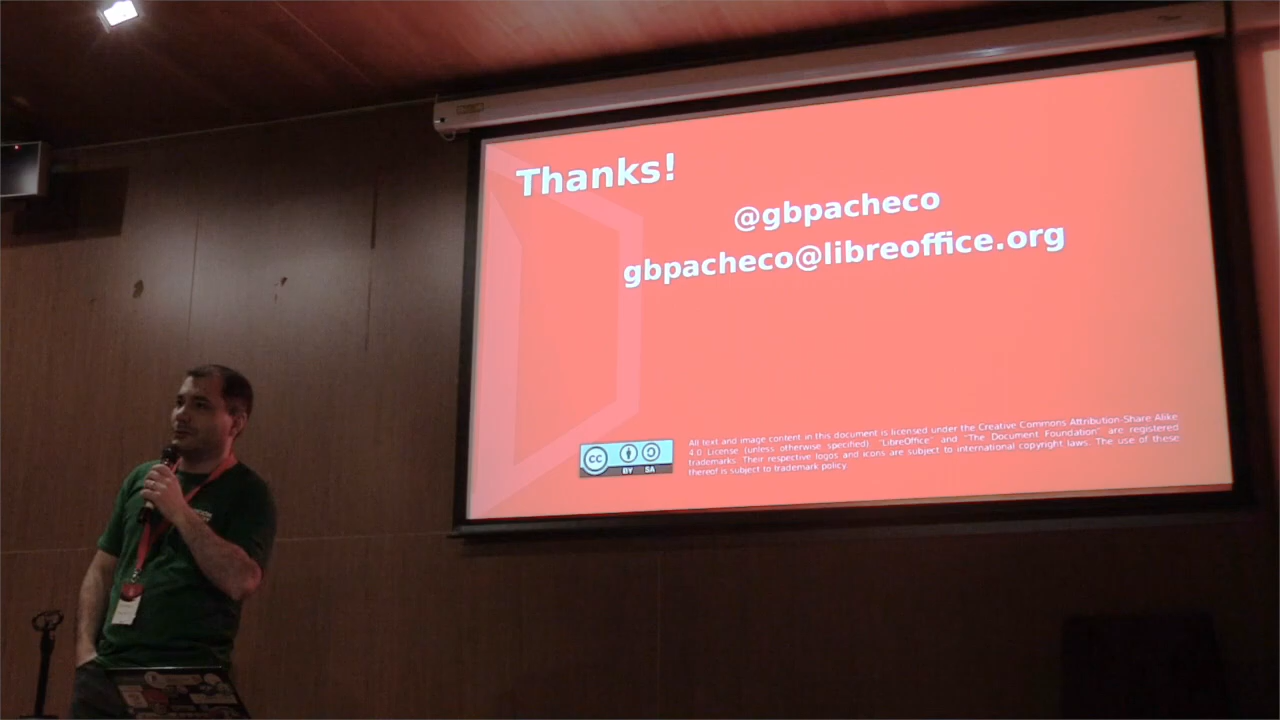 Thanks!
@gbpacheco
gbpacheco@libreoffice.org
cc
BY SA
All text and image content in this document is licensed under the Creative Commons Attribution-Share Alike
4.0 License (unless otherwise specified). "LibreOffice" and "The Document Foundation" are registered
trademarks. Their respective logos and icons are subject to international copyright laws. The use of these
thereof is subject to trademark policy.